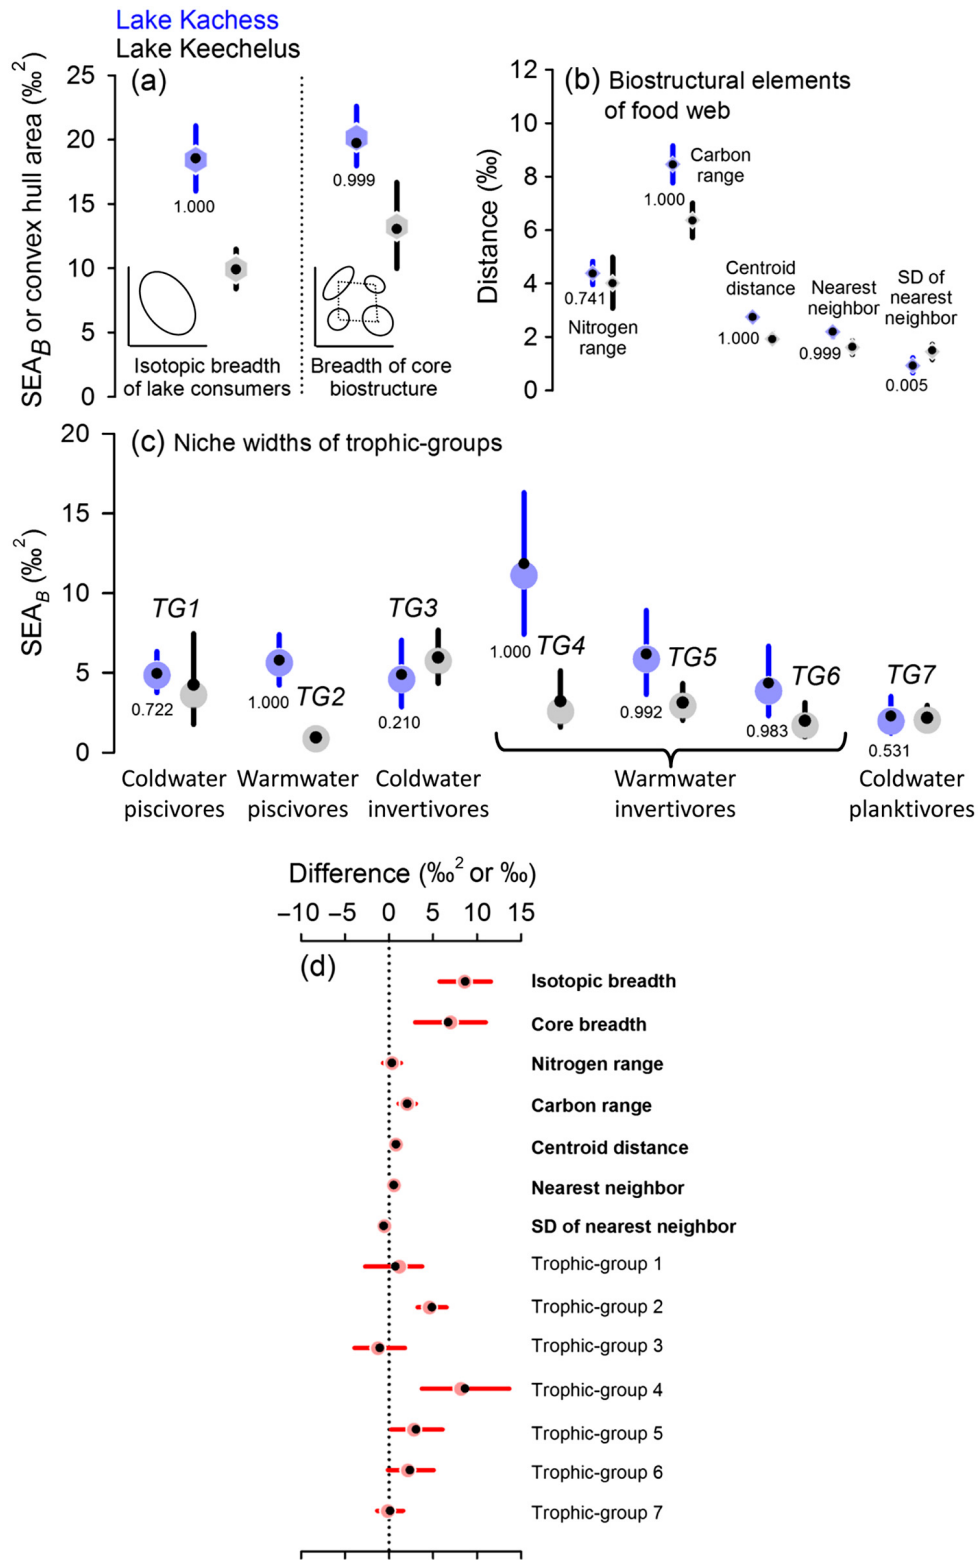 Lake Kachess
Lake Keechelus
(a)
SEA_B or convex hull area (‰²)
25
20
15
10
5
0
1.000
0.999
Isotopic breadth
of lake consumers
Breadth of core
biostructure
(b) Biostructural elements
of food web
Distance (‰)
12
10
8
6
4
2
0
0.741
Nitrogen
range
1.000
Carbon
range
Centroid
distance
1.000
Nearest
neighbor
0.999
SD of
nearest
neighbor
0.005
(c) Niche widths of trophic-groups
SEA_B (‰²)
20
15
10
5
0
TG1
0.722
1.000
TG2
TG3
0.210
1.000
TG4
0.992
TG5
0.983
TG6
TG7
0.531
Coldwater
piscivores
Warmwater
piscivores
Coldwater
invertivores
Warmwater
invertivores
Coldwater
planktivores
Difference (‰² or ‰)
−10 −5 0 5 10 15
(d)
Isotopic breadth
Core breadth
Nitrogen range
Carbon range
Centroid distance
Nearest neighbor
SD of nearest neighbor
Trophic-group 1
Trophic-group 2
Trophic-group 3
Trophic-group 4
Trophic-group 5
Trophic-group 6
Trophic-group 7